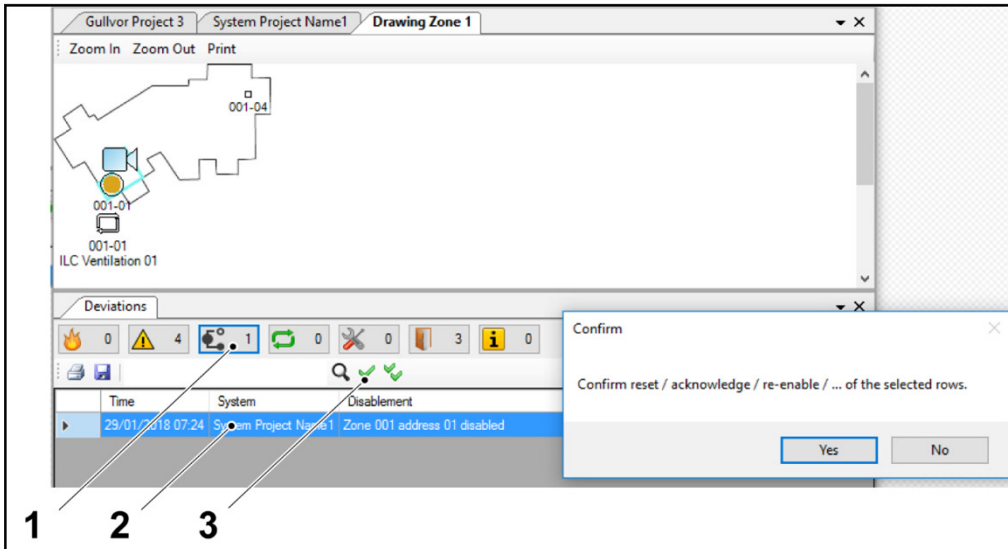 Gullvor Project 3 System Project Name1 Drawing Zone 1
Zoom In Zoom Out Print
001-04
001-01
001-01
ILC Ventilation 01
Deviations
0 4 1 0 0 3 0
Time System Disablement
29/01/2018 07:24 System Project Name1 Zone 001 address 01 disabled
Confirm
Confirm reset / acknowledge / re-enable / ... of the selected rows.
Yes No
1 2 3